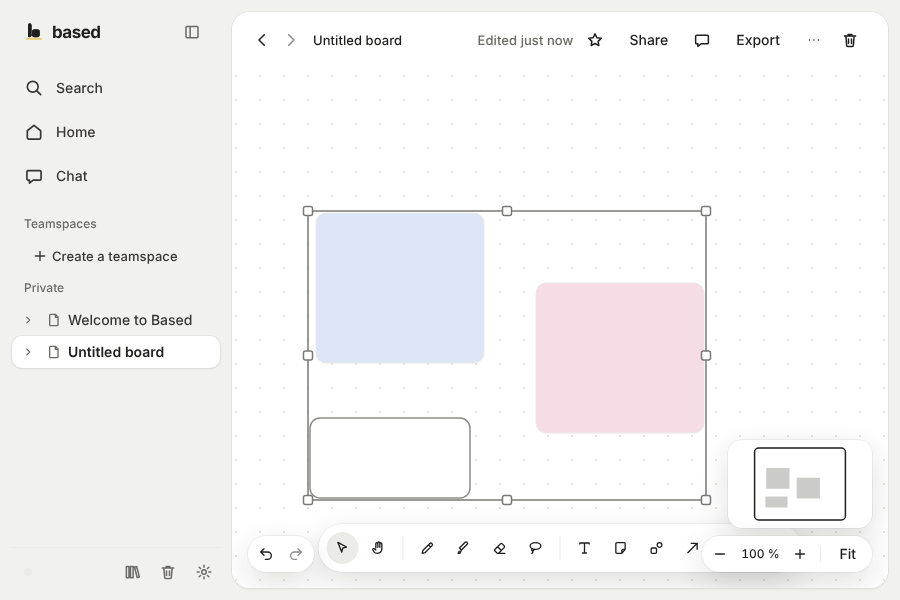 based
Search
Home
Chat
Teamspaces
Create a teamspace
Private
Welcome to Based
Untitled board
Untitled board
Edited just now
Share
Export
100 %
Fit